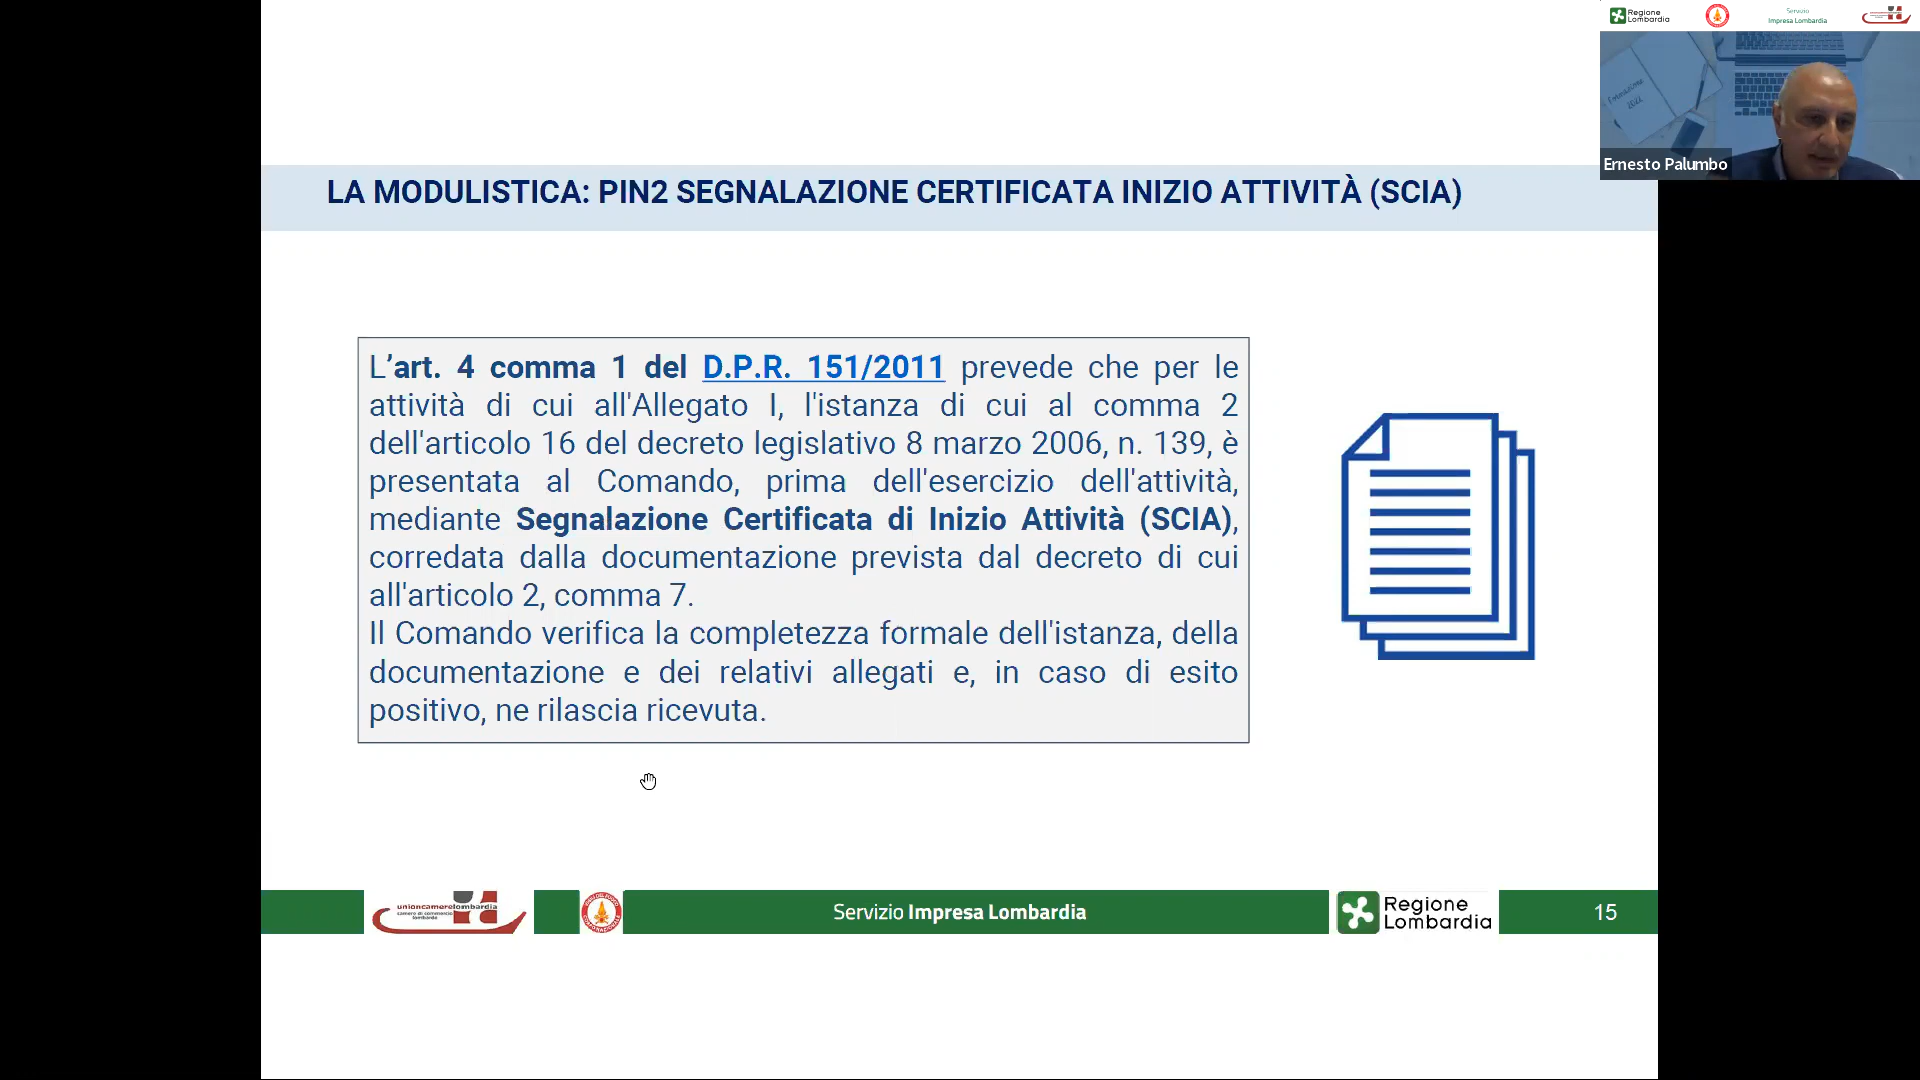 Regione
Lombardia
Servizio
Impresa Lombardia
Ernesto Palumbo
LA MODULISTICA: PIN2 SEGNALAZIONE CERTIFICATA INIZIO ATTIVITÀ (SCIA)
L’art. 4 comma 1 del D.P.R. 151/2011 prevede che per le
attività di cui all'Allegato I, l'istanza di cui al comma 2
dell'articolo 16 del decreto legislativo 8 marzo 2006, n. 139, è
presentata al Comando, prima dell'esercizio dell'attività,
mediante Segnalazione Certificata di Inizio Attività (SCIA),
corredata dalla documentazione prevista dal decreto di cui
all'articolo 2, comma 7.
Il Comando verifica la completezza formale dell'istanza, della
documentazione e dei relativi allegati e, in caso di esito
positivo, ne rilascia ricevuta.
unioncamerelombardia
camere di commercio
lombarde
Servizio Impresa Lombardia
Regione
Lombardia
15